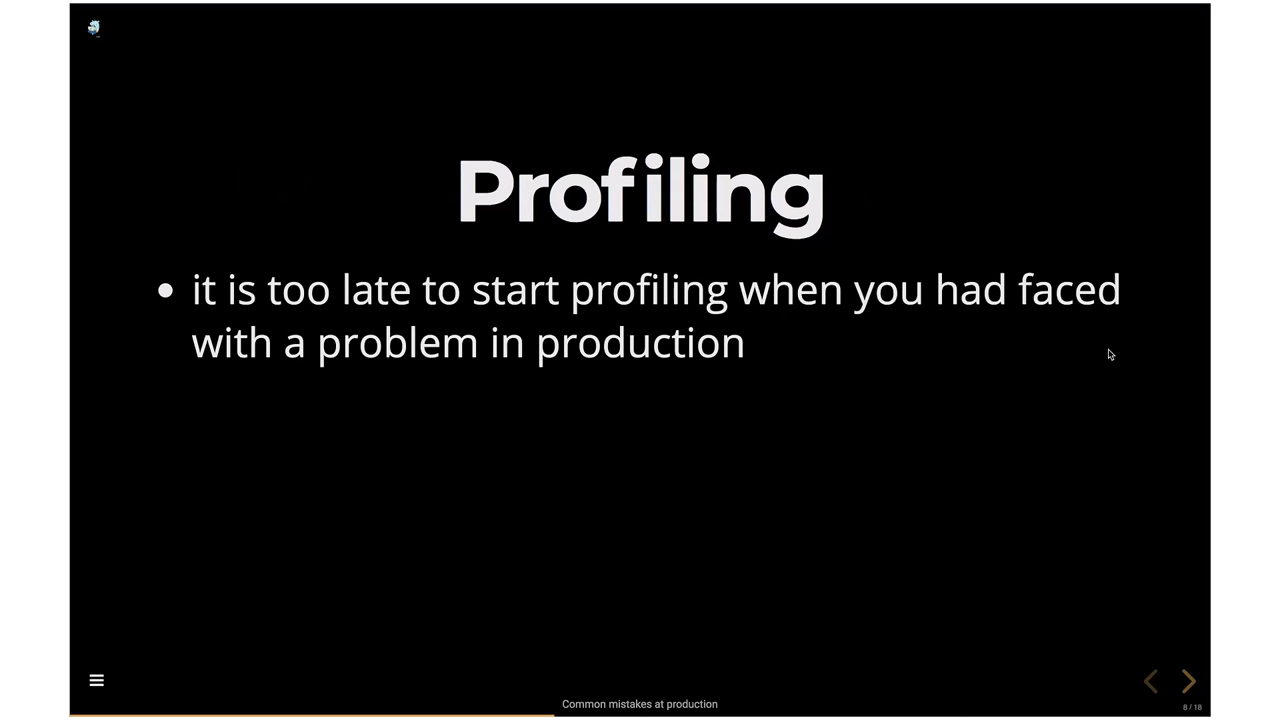 Profiling
• it is too late to start profiling when you had faced
with a problem in production
Common mistakes at production
8 / 18